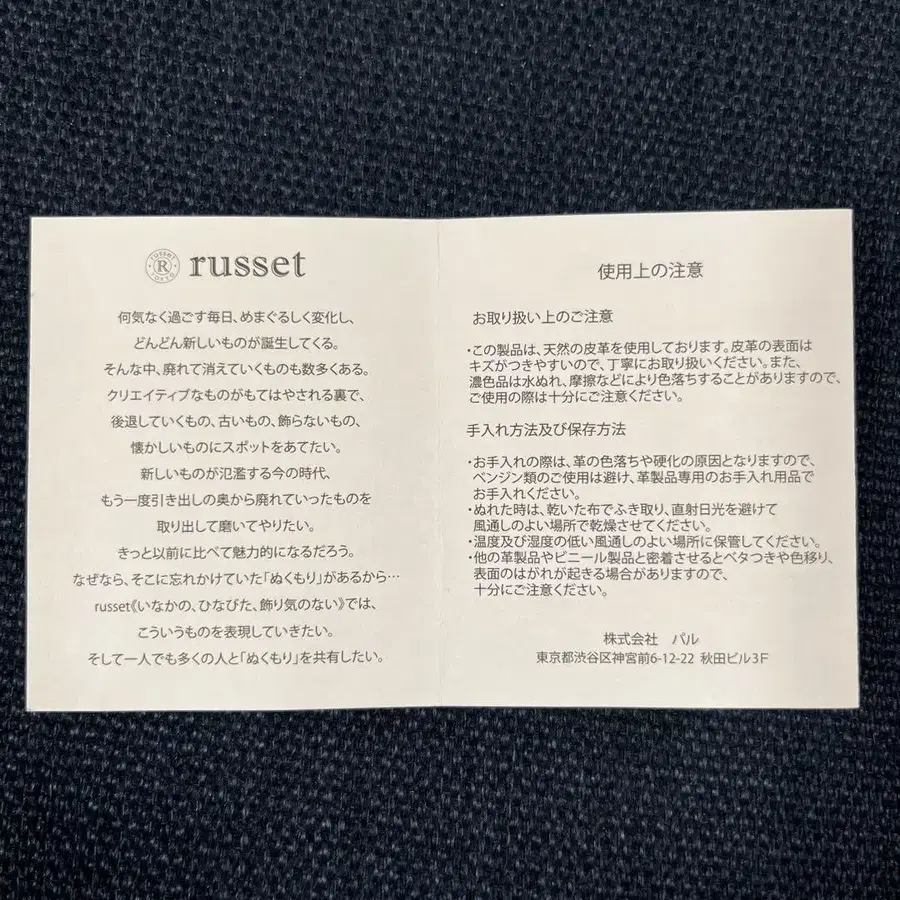 RUSSET
R
TOKYO
russet
何気なく過ごす毎日、めまぐるしく変化し、
どんどん新しいものが誕生してくる。
そんな中、廃れて消えていくものも数多くある。
クリエイティブなものがもてはやされる裏で、
後退していくもの、古いもの、飾らないもの、
懐かしいものにスポットをあてたい。
新しいものが氾濫する今の時代、
もう一度引き出しの奥から廃れていったものを
取り出して磨いてやりたい。
きっと以前に比べて魅力的になるだろう。
なぜなら、そこに忘れかけていた「ぬくもり」があるから…
russet《いなかの、ひなびた、飾り気のない》では、
こういうものを表現していきたい。
そして一人でも多くの人と「ぬくもり」を共有したい。
使用上の注意
お取り扱い上のご注意
・この製品は、天然の皮革を使用しております。皮革の表面は
キズがつきやすいので、丁寧にお取り扱いください。また、
濃色品は水ぬれ、摩擦などにより色落ちすることがありますので、
ご使用の際は十分にご注意ください。
手入れ方法及び保存方法
・お手入れの際は、革の色落ちや硬化の原因となりますので、
ベンジン類のご使用は避け、革製品専用のお手入れ用品で
お手入れください。
・ぬれた時は、乾いた布でふき取り、直射日光を避けて
風通しのよい場所で乾燥させてください。
・温度及び湿度の低い風通しのよい場所に保管してください。
・他の革製品やビニール製品と密着させるとベタつきや色移り、
表面のはがれが起きる場合がありますので、
十分にご注意ください。
株式会社 パル
東京都渋谷区神宮前6-12-22 秋田ビル3F